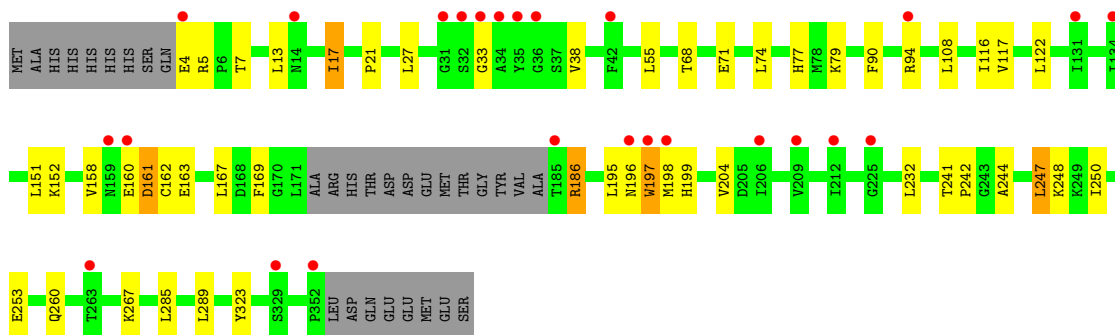 MET ALA HIS HIS HIS HIS HIS HIS SER GLN E4 R5 P6 T7 L13 N14 I17 P21 L27 G31 S32 G33 A34 Y35 G36 S37 V38 F42 L55 T68 E71 L74 H77 M78 K79 F90 R94 L108 I116 V117 L122 I131 I134
L151 K152 V158 N159 E160 D161 C162 E163 L167 D168 F169 G170 L171 ALA ARG HIS THR ASP ASP GLU MET THR GLY TYR VAL ALA T185 R186 L195 N196 W197 M198 H199 V204 D205 I206 V209 I212 G225 L232 T241 P242 G243 A244 L247 K248 K249 I250
E253 Q260 T263 K267 L285 L289 Y323 S329 P352 LEU ASP GLN GLU GLU MET GLU SER